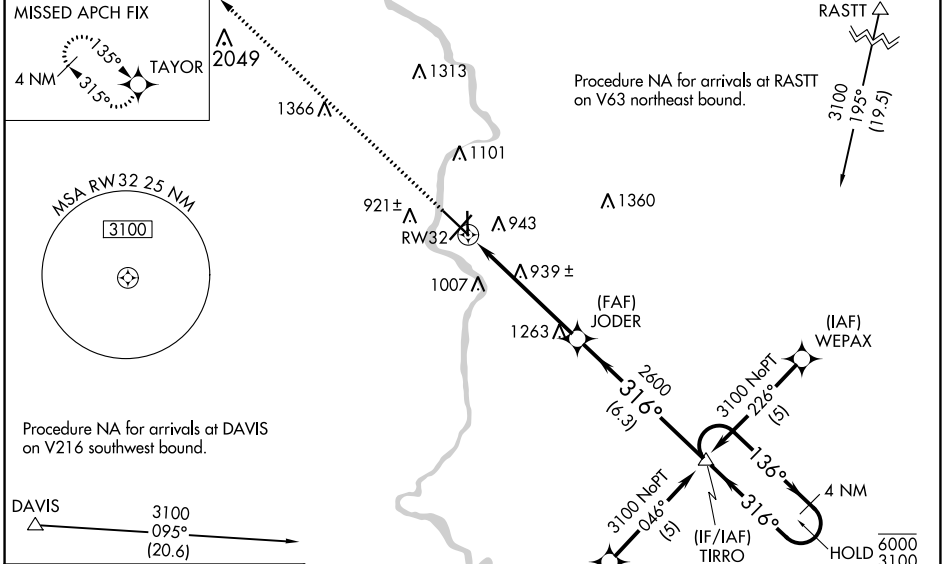 MISSED APCH FIX
135°
TAYOR
4 NM
315°
2049
1313
1366
RASTT
Procedure NA for arrivals at RASTT
on V63 northeast bound.
3100
195°
(19.5)
1101
MSA RW32 25 NM
3100
921±
RW32
943
1360
939 ±
1007
(FAF)
JODER
1263
(IAF)
WEPAX
2600
316°
(6.3)
3100 NoPT
226°
(5)
Procedure NA for arrivals at DAVIS
on V216 southwest bound.
136°
4 NM
316°
3100 NoPT
046°
(5)
DAVIS
3100
095°
(20.6)
(IF/IAF)
TIRRO
HOLD 6000
3100